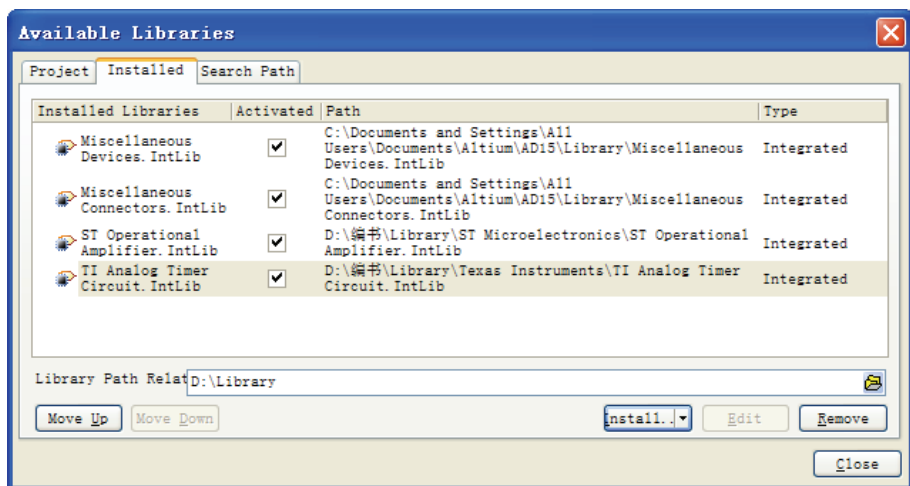 Available Libraries
Project Installed Search Path
Installed Libraries Activated Path Type
Miscellaneous Devices.IntLib
C:\Documents and Settings\All
Users\Documents\Altium\AD15\Library\Miscellaneous
Devices.IntLib
Integrated
Miscellaneous
Connectors.IntLib
C:\Documents and Settings\All
Users\Documents\Altium\AD15\Library\Miscellaneous
Connectors.IntLib
Integrated
ST Operational
Amplifier.IntLib
D:\编书\Library\ST Microelectronics\ST Operational
Amplifier.IntLib
Integrated
TI Analog Timer
Circuit.IntLib
D:\编书\Library\Texas Instruments\TI Analog Timer
Circuit.IntLib
Integrated
Library Path Relat D:\Library
Move Up Move Down Install.. Edit Remove
Close